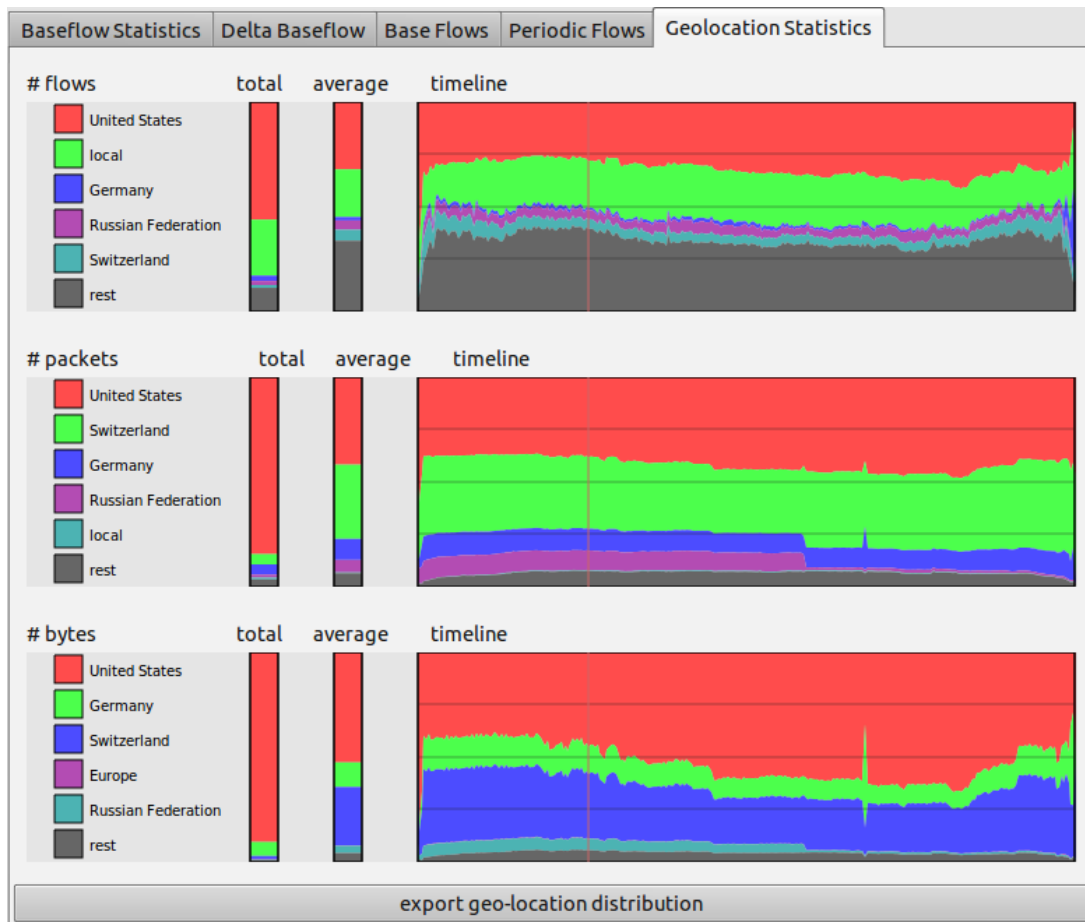 Baseflow Statistics Delta Baseflow Base Flows Periodic Flows Geolocation Statistics
# flows total average timeline
United States
local
Germany
Russian Federation
Switzerland
rest
# packets total average timeline
United States
Switzerland
Germany
Russian Federation
local
rest
# bytes total average timeline
United States
Germany
Switzerland
Europe
Russian Federation
rest
export geo-location distribution